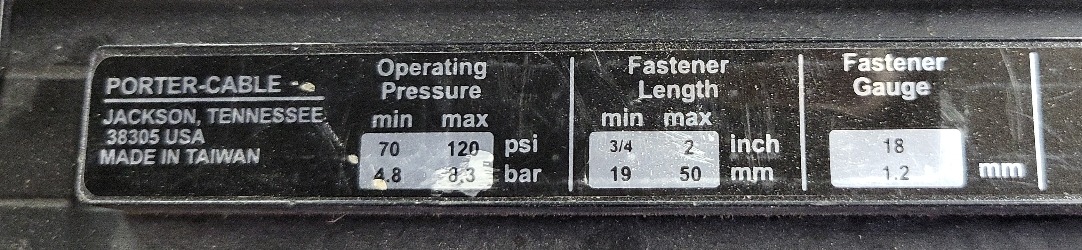 PORTER-CABLE
JACKSON, TENNESSEE
38305 USA
MADE IN TAIWAN
Operating
Pressure
min max
70 120 psi
4.8 8.3 bar
Fastener
Length
min max
3/4 2 inch
19 50 mm
Fastener
Gauge
18
1.2 mm